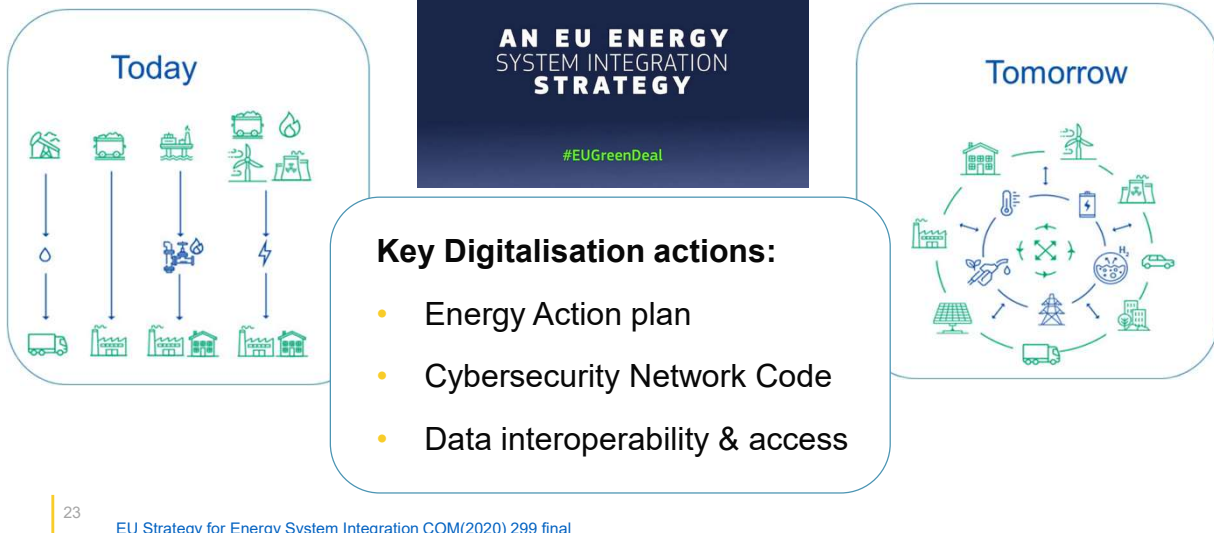 Today
AN EU ENERGY
SYSTEM INTEGRATION
STRATEGY
#EUGreenDeal
Tomorrow
H₂
Key Digitalisation actions:
• Energy Action plan
• Cybersecurity Network Code
• Data interoperability & access
23
EU Strategy for Energy System Integration COM(2020) 299 final